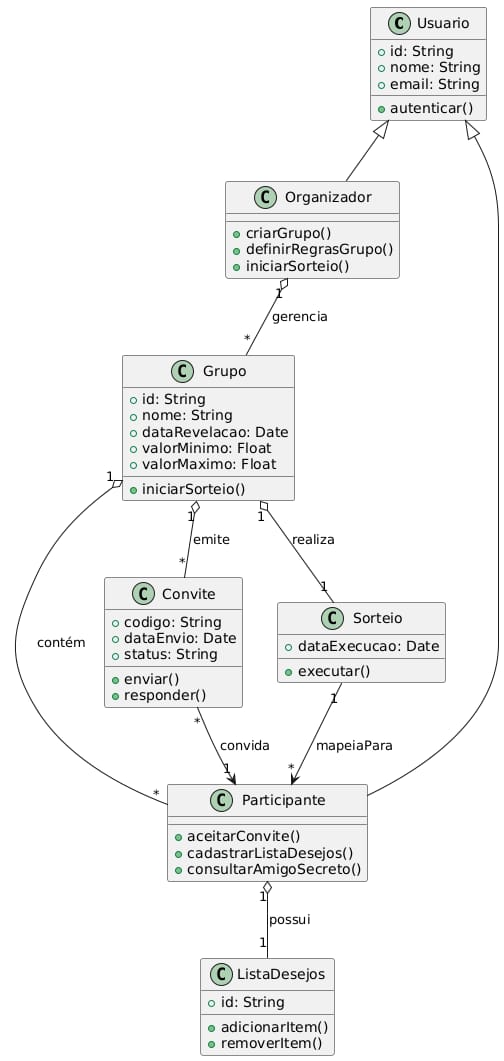 C Usuario
id: String
nome: String
email: String
autenticar()
C Organizador
criarGrupo()
definirRegrasGrupo()
iniciarSorteio()
1
gerencia
*
C Grupo
id: String
nome: String
dataRevelacao: Date
valorMinimo: Float
valorMaximo: Float
iniciarSorteio()
1
1
1
emite
realiza
*
1
C Convite
codigo: String
dataEnvio: Date
status: String
enviar()
responder()
C Sorteio
dataExecucao: Date
executar()
contém
*
1
convida
mapeiaPara
1
*
*
C Participante
aceitarConvite()
cadastrarListaDesejos()
consultarAmigoSecreto()
1
possui
1
C ListaDesejos
id: String
adicionarItem()
removerItem()